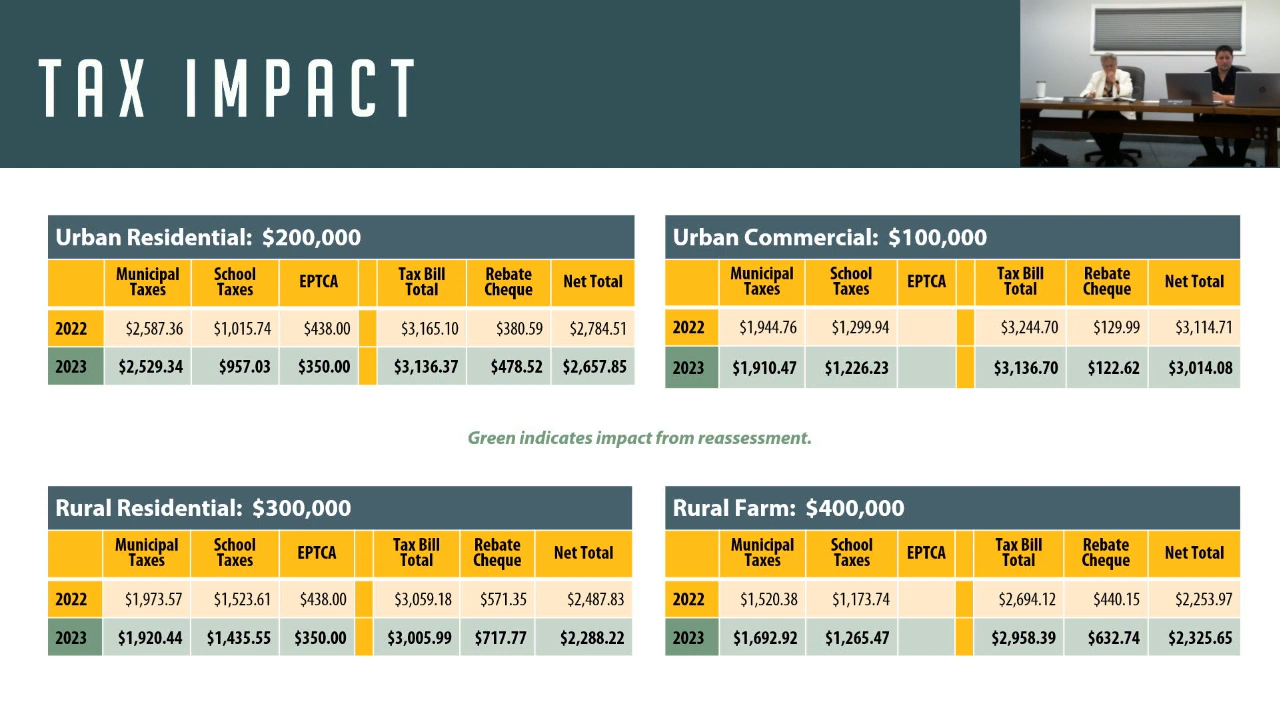 TAX IMPACT
Urban Residential: $200,000
Municipal Taxes School Taxes EPTCA Tax Bill Total Rebate Cheque Net Total
2022 $2,587.36 $1,015.74 $438.00 $3,165.10 $380.59 $2,784.51
2023 $2,529.34 $957.03 $350.00 $3,136.37 $478.52 $2,657.85
Urban Commercial: $100,000
Municipal Taxes School Taxes EPTCA Tax Bill Total Rebate Cheque Net Total
2022 $1,944.76 $1,299.94 $3,244.70 $129.99 $3,114.71
2023 $1,910.47 $1,226.23 $3,136.70 $122.62 $3,014.08
Green indicates impact from reassessment.
Rural Residential: $300,000
Municipal Taxes School Taxes EPTCA Tax Bill Total Rebate Cheque Net Total
2022 $1,973.57 $1,523.61 $438.00 $3,059.18 $571.35 $2,487.83
2023 $1,920.44 $1,435.55 $350.00 $3,005.99 $717.77 $2,288.22
Rural Farm: $400,000
Municipal Taxes School Taxes EPTCA Tax Bill Total Rebate Cheque Net Total
2022 $1,520.38 $1,173.74 $2,694.12 $440.15 $2,253.97
2023 $1,692.92 $1,265.47 $2,958.39 $632.74 $2,325.65